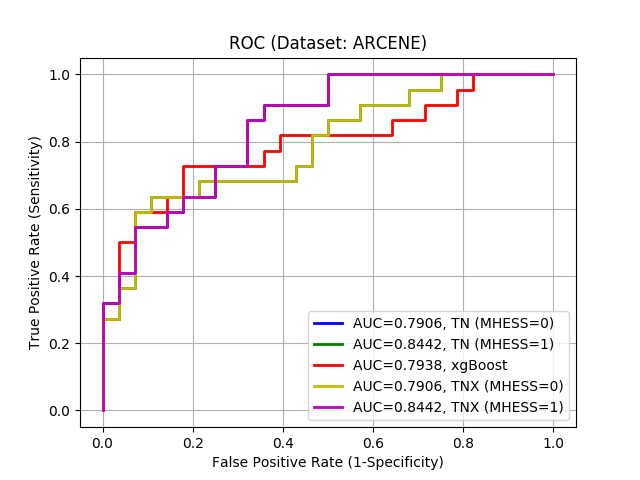 ROC (Dataset: ARCENE)
True Positive Rate (Sensitivity)
1.0
0.8
0.6
0.4
0.2
0.0
AUC=0.7906, TN (MHESS=0)
AUC=0.8442, TN (MHESS=1)
AUC=0.7938, xgBoost
AUC=0.7906, TNX (MHESS=0)
AUC=0.8442, TNX (MHESS=1)
0.0 0.2 0.4 0.6 0.8 1.0
False Positive Rate (1-Specificity)